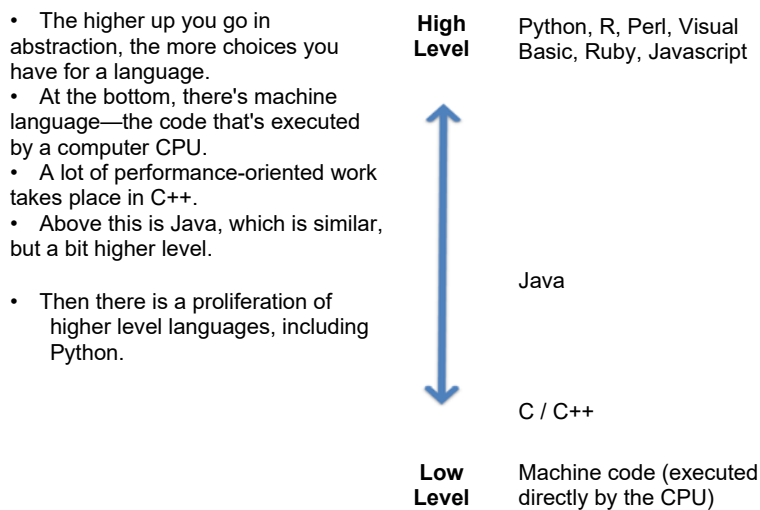 • The higher up you go in
abstraction, the more choices you
have for a language.
• At the bottom, there's machine
language—the code that's executed
by a computer CPU.
• A lot of performance-oriented work
takes place in C++.
• Above this is Java, which is similar,
but a bit higher level.
• Then there is a proliferation of
higher level languages, including
Python.
High
Level
Python, R, Perl, Visual
Basic, Ruby, Javascript
Java
C / C++
Low
Level
Machine code (executed
directly by the CPU)